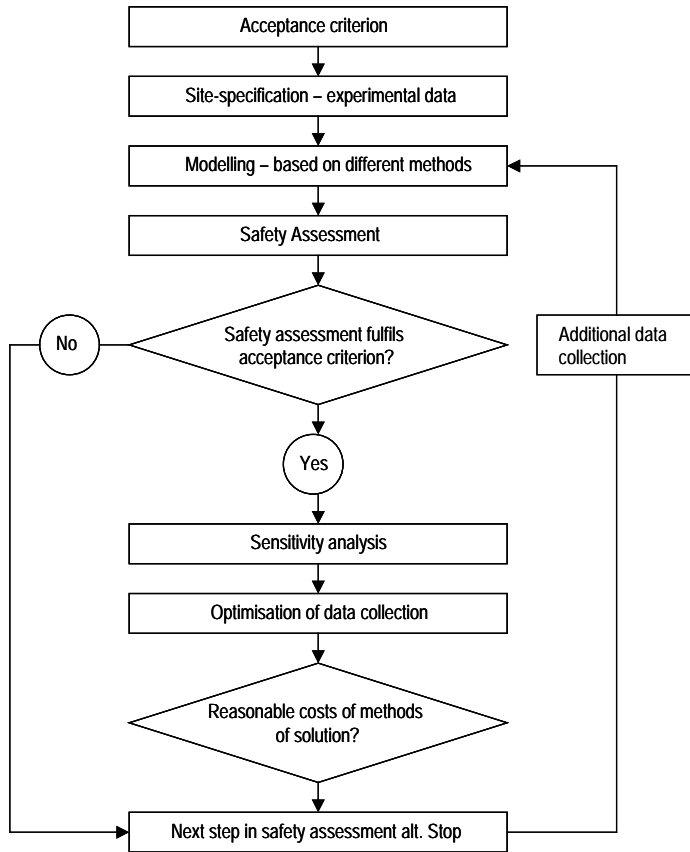 Acceptance criterion
Site-specification – experimental data
Modelling – based on different methods
Safety Assessment
Safety assessment fulfils
acceptance criterion?
No
Additional data
collection
Yes
Sensitivity analysis
Optimisation of data collection
Reasonable costs of methods
of solution?
Next step in safety assessment alt. Stop